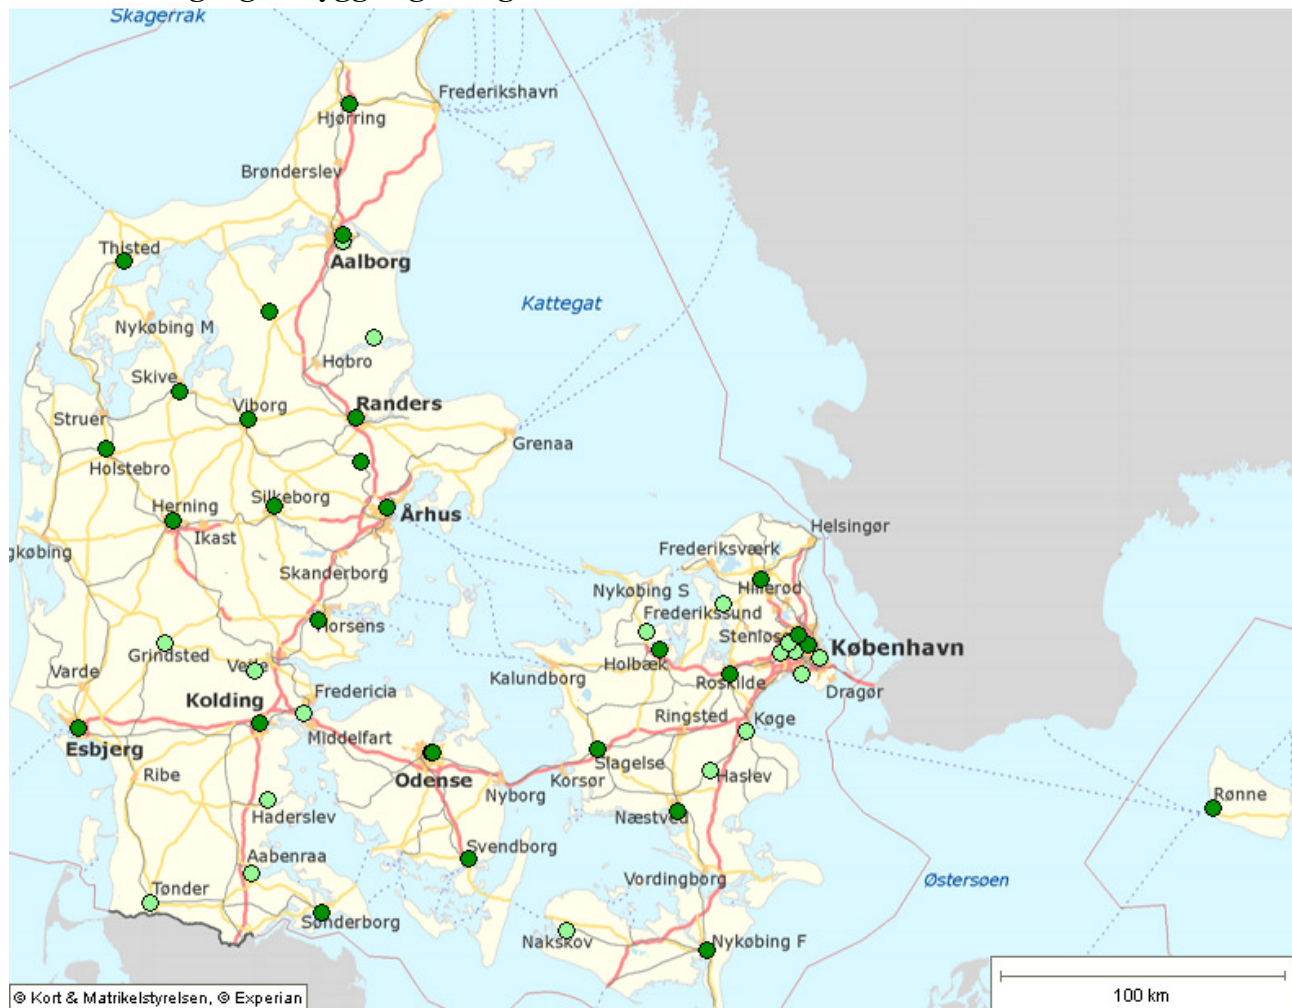 Skagerrak
Frederikshavn
Hjørring
Brønderslev
Thisted
Aalborg
Kattegat
Nykøbing M
Hobro
Skive
Viborg
Randers
Struer
Grenaa
Holstebro
Silkeborg
Herning
Århus
Ikast
Helsingør
gkøbing
Frederiksværk
Skanderborg
Nykøbing S
Hillerød
Frederikssund
Horsens
Stenløs
København
Grindsted
Vejle
Holbæk
Varde
Kalundborg
Roskilde
Dragør
Fredericia
Kolding
Ringsted
Køge
Middelfart
Esbjerg
Slagelse
Ribe
Odense
Korsør
Haslev
Nyborg
Rønne
Haderslev
Næstved
Svendborg
Aabenraa
Vordingborg
Østersøen
Tønder
Sønderborg
Nakskov
Nykøbing F
© Kort & Matrikelstyrelsen, © Experian
100 km